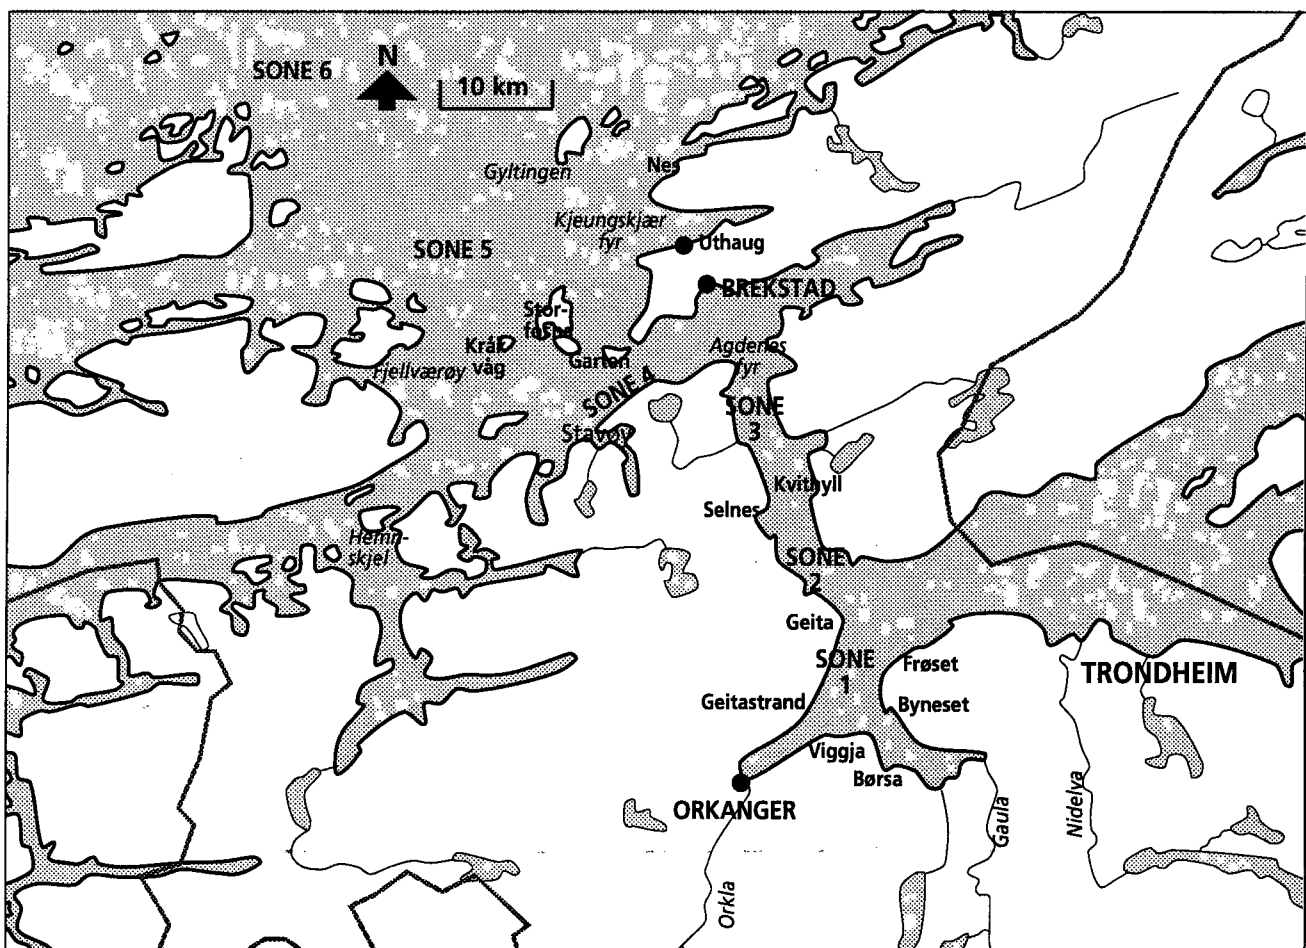 N
SONE 6
10 km
Gyltingen
Nes
Kjeungskjær
fyr
Uthaug
SONE 5
BREKSTAD
Stor-
fosna
Kråk-
våg
Garten
Agdenes
fyr
Fjellværøy
SONE 4
SONE
3
Stavøy
Kvithyll
Selnes
Hemn-
skjel
SONE
2
Geita
SONE
1
Frøset
TRONDHEIM
Geitastrand
Byneset
Viggja
Børsa
ORKANGER
Gaula
Nidelva
Orkla